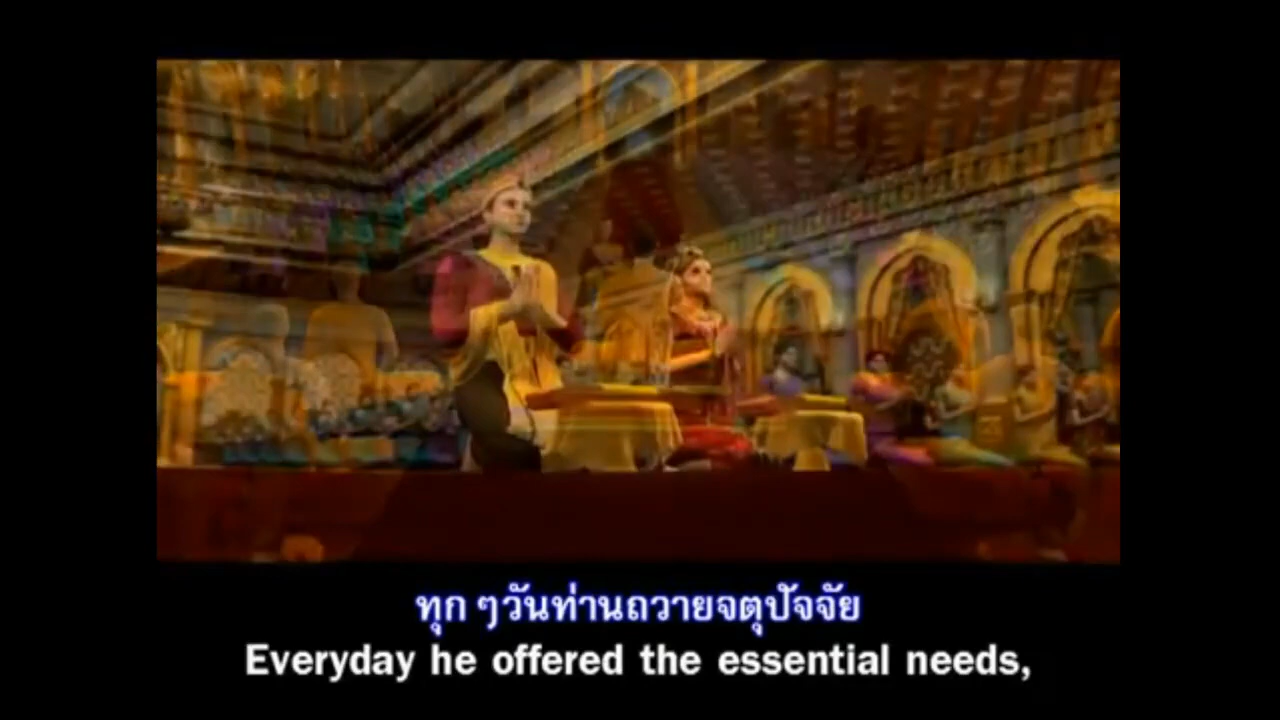 ทุก ๆวันท่านถวายจตุปัจจัย
Everyday he offered the essential needs,